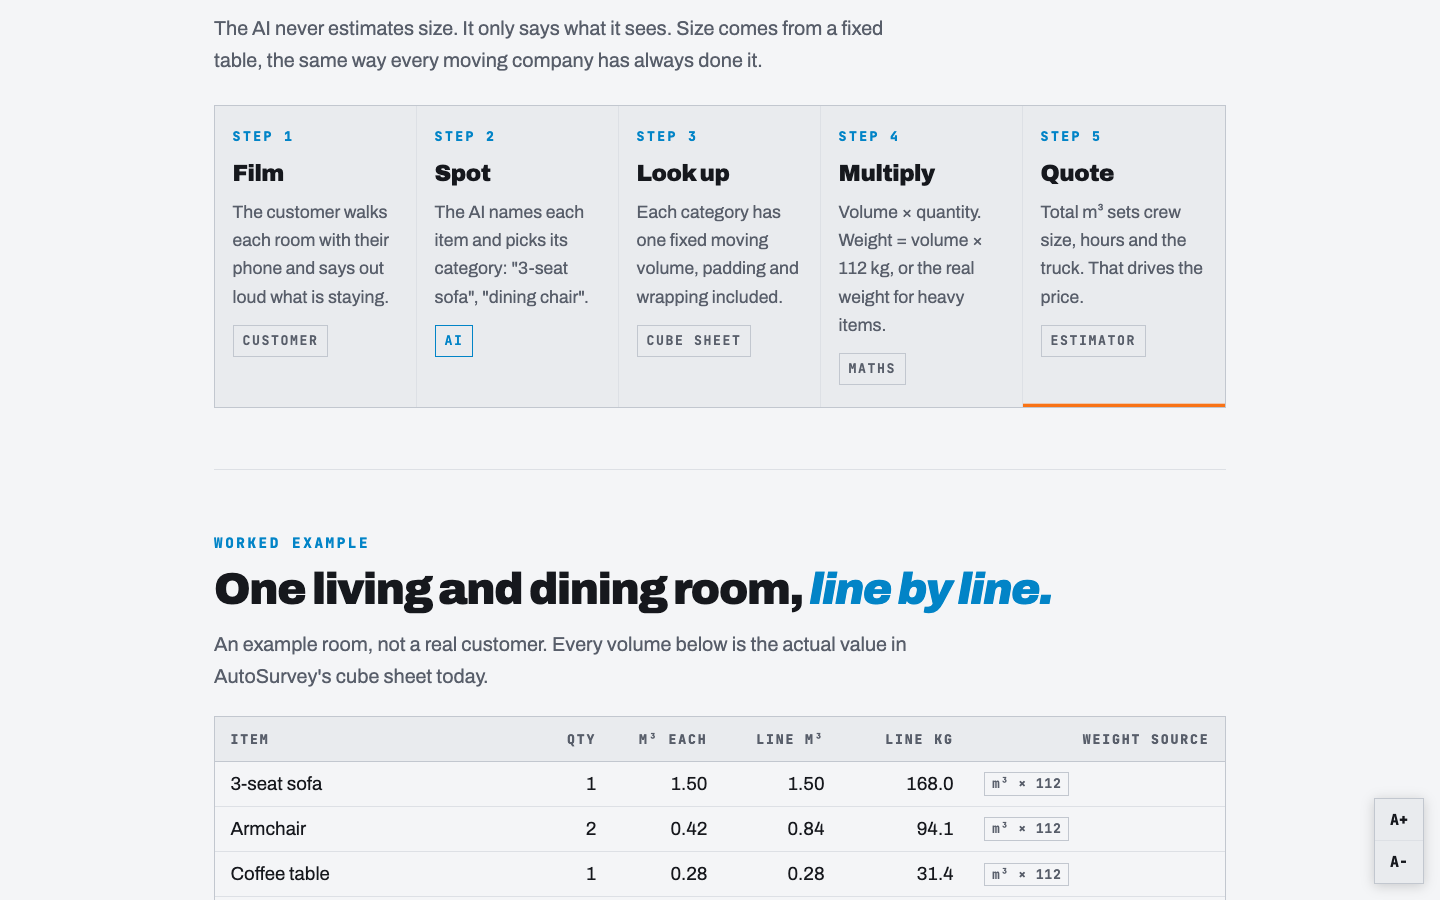 The AI never estimates size. It only says what it sees. Size comes from a fixed
table, the same way every moving company has always done it.
STEP 1
Film
The customer walks
each room with their
phone and says out
loud what is staying.
CUSTOMER
STEP 2
Spot
The AI names each
item and picks its
category: "3-seat
sofa", "dining chair".
AI
STEP 3
Look up
Each category has
one fixed moving
volume, padding and
wrapping included.
CUBE SHEET
STEP 4
Multiply
Volume × quantity.
Weight = volume ×
112 kg, or the real
weight for heavy
items.
MATHS
STEP 5
Quote
Total m³ sets crew
size, hours and the
truck. That drives the
price.
ESTIMATOR
WORKED EXAMPLE
One living and dining room, line by line.
An example room, not a real customer. Every volume below is the actual value in
AutoSurvey's cube sheet today.
ITEM QTY M³ EACH LINE M³ LINE KG WEIGHT SOURCE
3-seat sofa 1 1.50 1.50 168.0 m³ × 112
Armchair 2 0.42 0.84 94.1 m³ × 112
Coffee table 1 0.28 0.28 31.4 m³ × 112
A+
A-